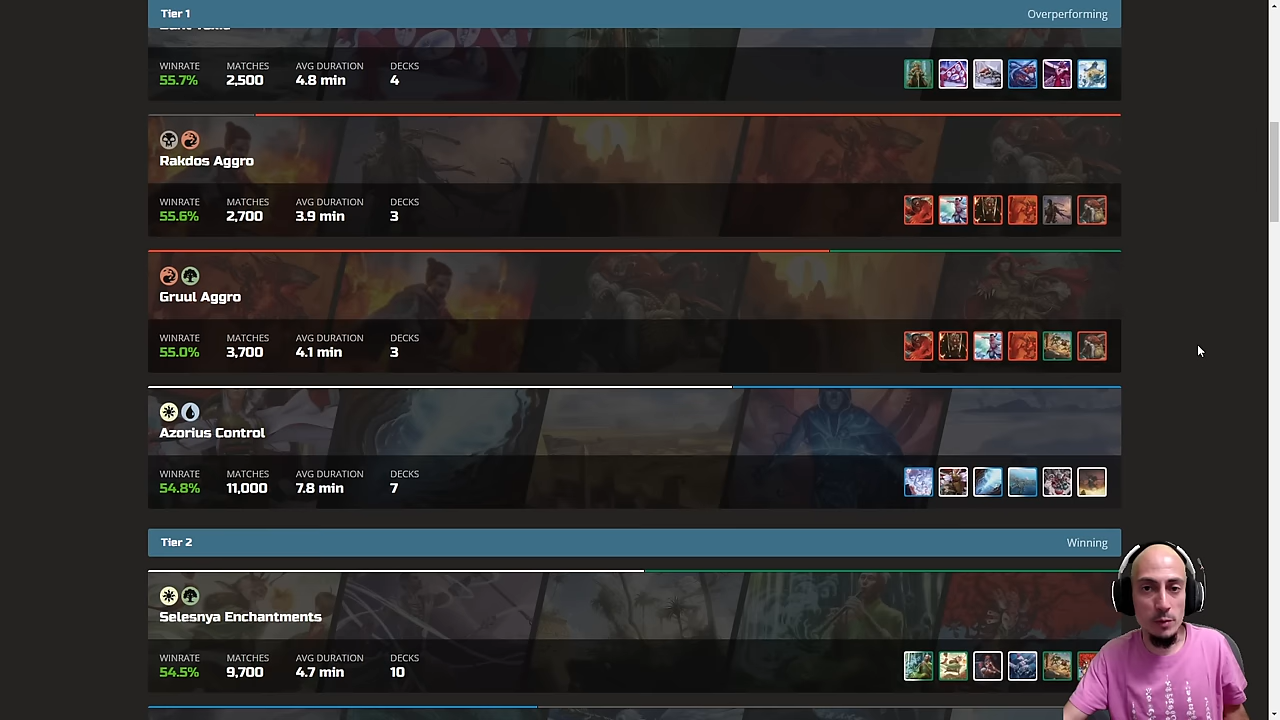 Tier 1 Overperforming
WINRATE MATCHES AVG DURATION DECKS
55.7% 2,500 4.8 min 4
Rakdos Aggro
WINRATE MATCHES AVG DURATION DECKS
55.6% 2,700 3.9 min 3
Gruul Aggro
WINRATE MATCHES AVG DURATION DECKS
55.0% 3,700 4.1 min 3
Azorius Control
WINRATE MATCHES AVG DURATION DECKS
54.8% 11,000 7.8 min 7
Tier 2 Winning
Selesnya Enchantments
WINRATE MATCHES AVG DURATION DECKS
54.5% 9,700 4.7 min 10